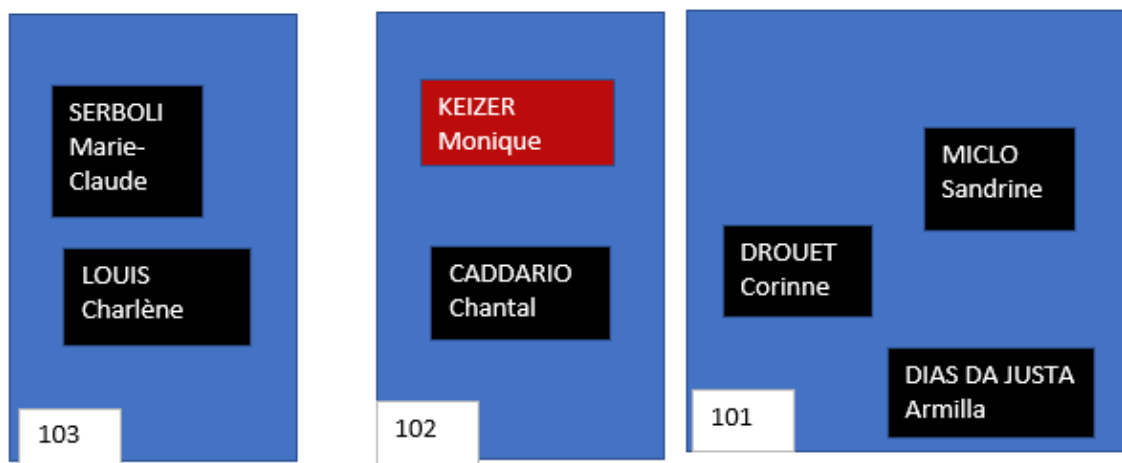 SERBOLI
Marie-
Claude
LOUIS
Charlène
103
KEIZER
Monique
CADDARIO
Chantal
102
MICLO
Sandrine
DROUET
Corinne
DIAS DA JUSTA
Armilla
101